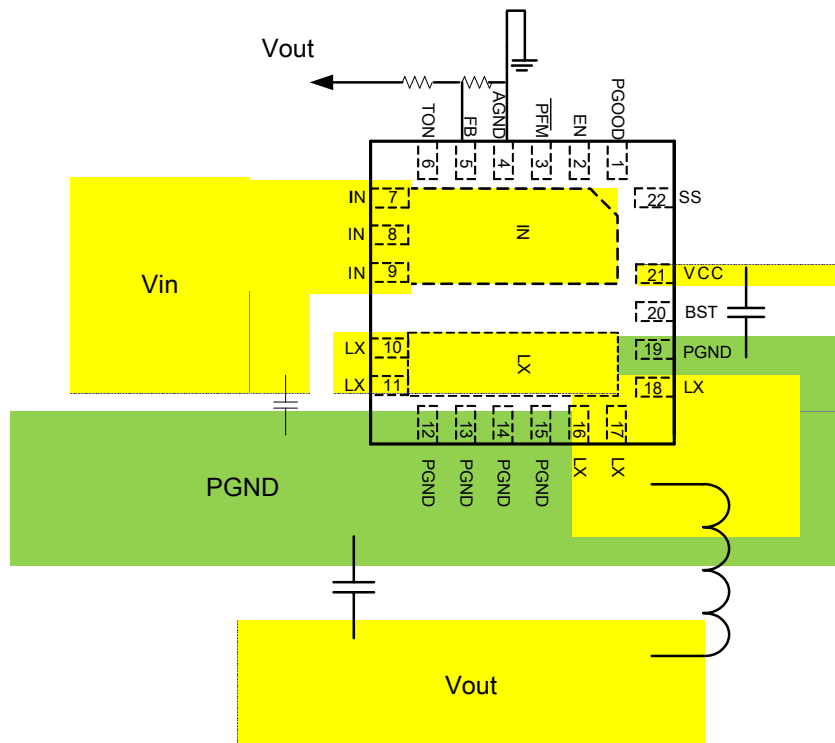 Vout
TON
FB
AGND
PFM
EN
PGOOD
6
5
4
3
2
1
IN 7
IN 8
IN 9
IN
22 SS
21 VCC
20 BST
19 PGND
18 LX
Vin
LX 10
LX 11
LX
12
13
14
15
16
17
PGND
PGND
PGND
PGND
LX
LX
PGND
Vout